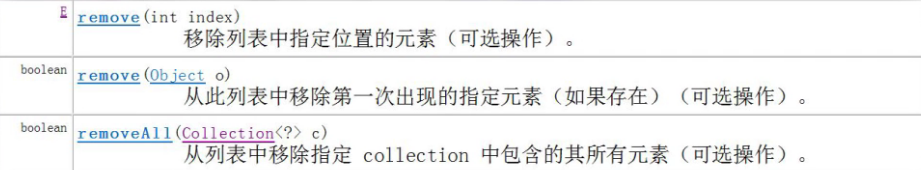 E remove(int index)
移除列表中指定位置的元素（可选操作）。
boolean remove(Object o)
从此列表中移除第一次出现的指定元素（如果存在）（可选操作）。
boolean removeAll(Collection<?> c)
从列表中移除指定 collection 中包含的其所有元素（可选操作）。